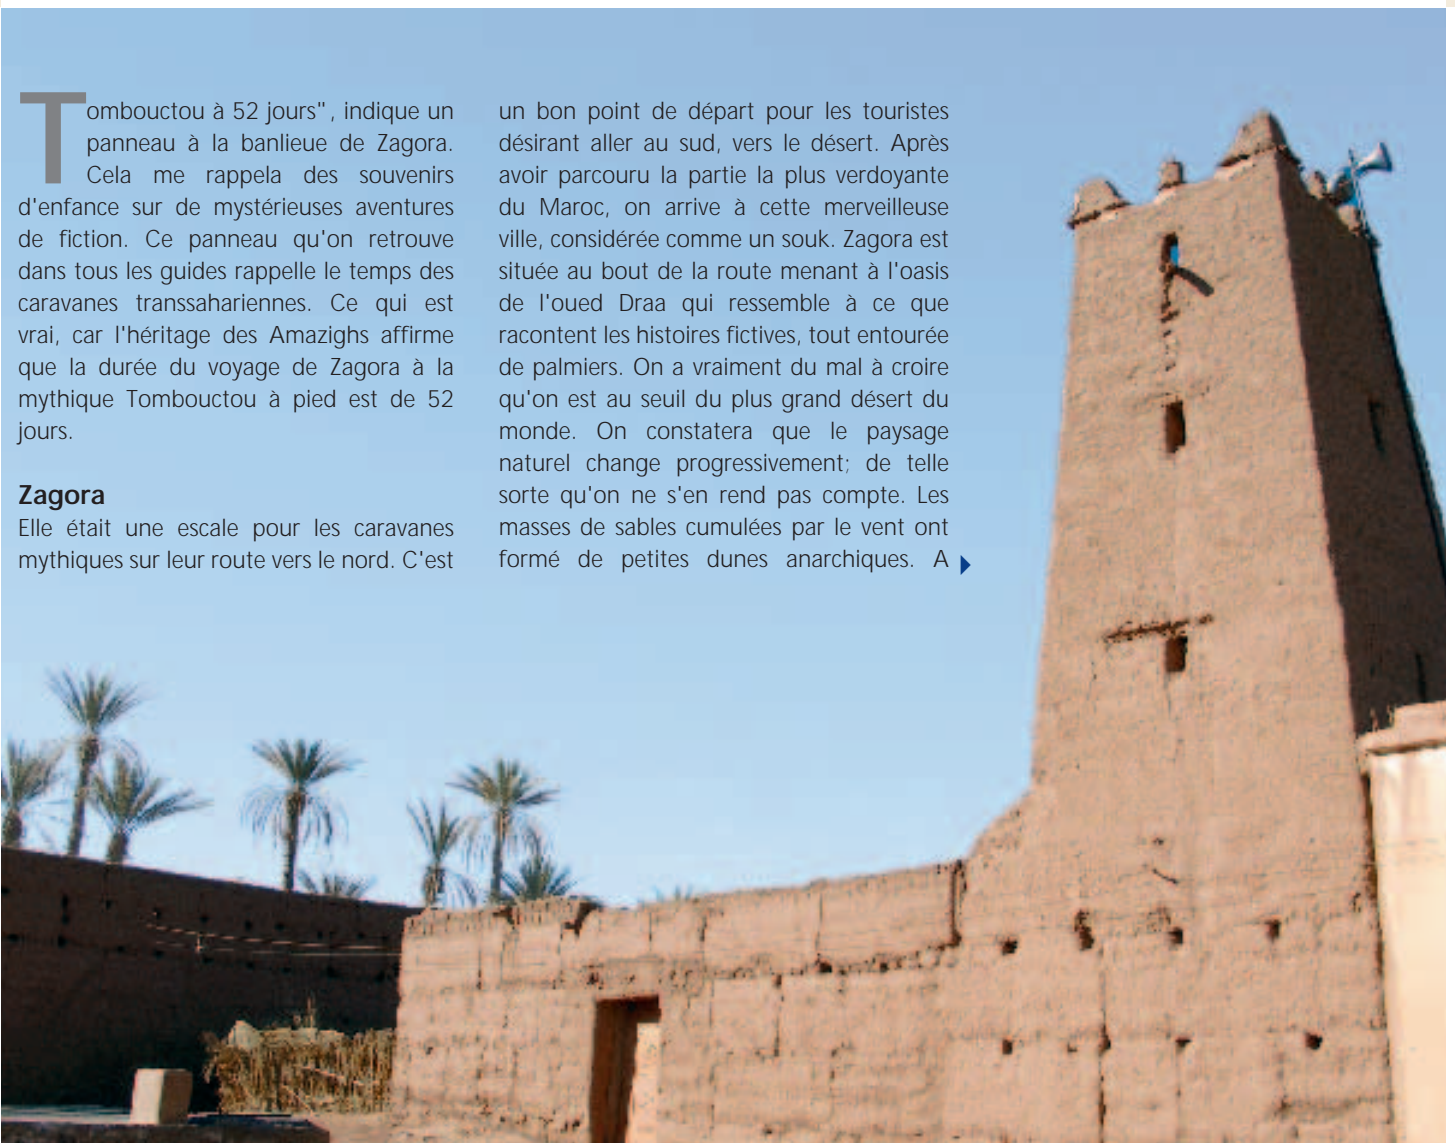 Tombouctou à 52 jours", indique un
panneau à la banlieue de Zagora.
Cela me rappela des souvenirs
d'enfance sur de mystérieuses aventures
de fiction. Ce panneau qu'on retrouve
dans tous les guides rappelle le temps des
caravanes transsahariennes. Ce qui est
vrai, car l'héritage des Amazighs affirme
que la durée du voyage de Zagora à la
mythique Tombouctou à pied est de 52
jours.
Zagora
Elle était une escale pour les caravanes
mythiques sur leur route vers le nord. C'est
un bon point de départ pour les touristes
désirant aller au sud, vers le désert. Après
avoir parcouru la partie la plus verdoyante
du Maroc, on arrive à cette merveilleuse
ville, considérée comme un souk. Zagora est
située au bout de la route menant à l'oasis
de l'oued Draa qui ressemble à ce que
racontent les histoires fictives, tout entourée
de palmiers. On a vraiment du mal à croire
qu'on est au seuil du plus grand désert du
monde. On constatera que le paysage
naturel change progressivement; de telle
sorte qu'on ne s'en rend pas compte. Les
masses de sables cumulées par le vent ont
formé de petites dunes anarchiques. A